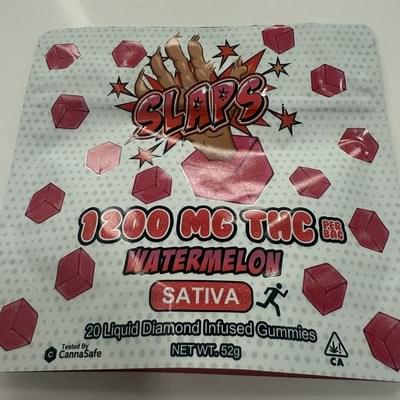 SLAPS
1200 MG THC PER BAG
WATERMELON
SATIVA
20 Liquid Diamond Infused Gummies
NET WT. 52g
Tested By
C CannaSafe
CA